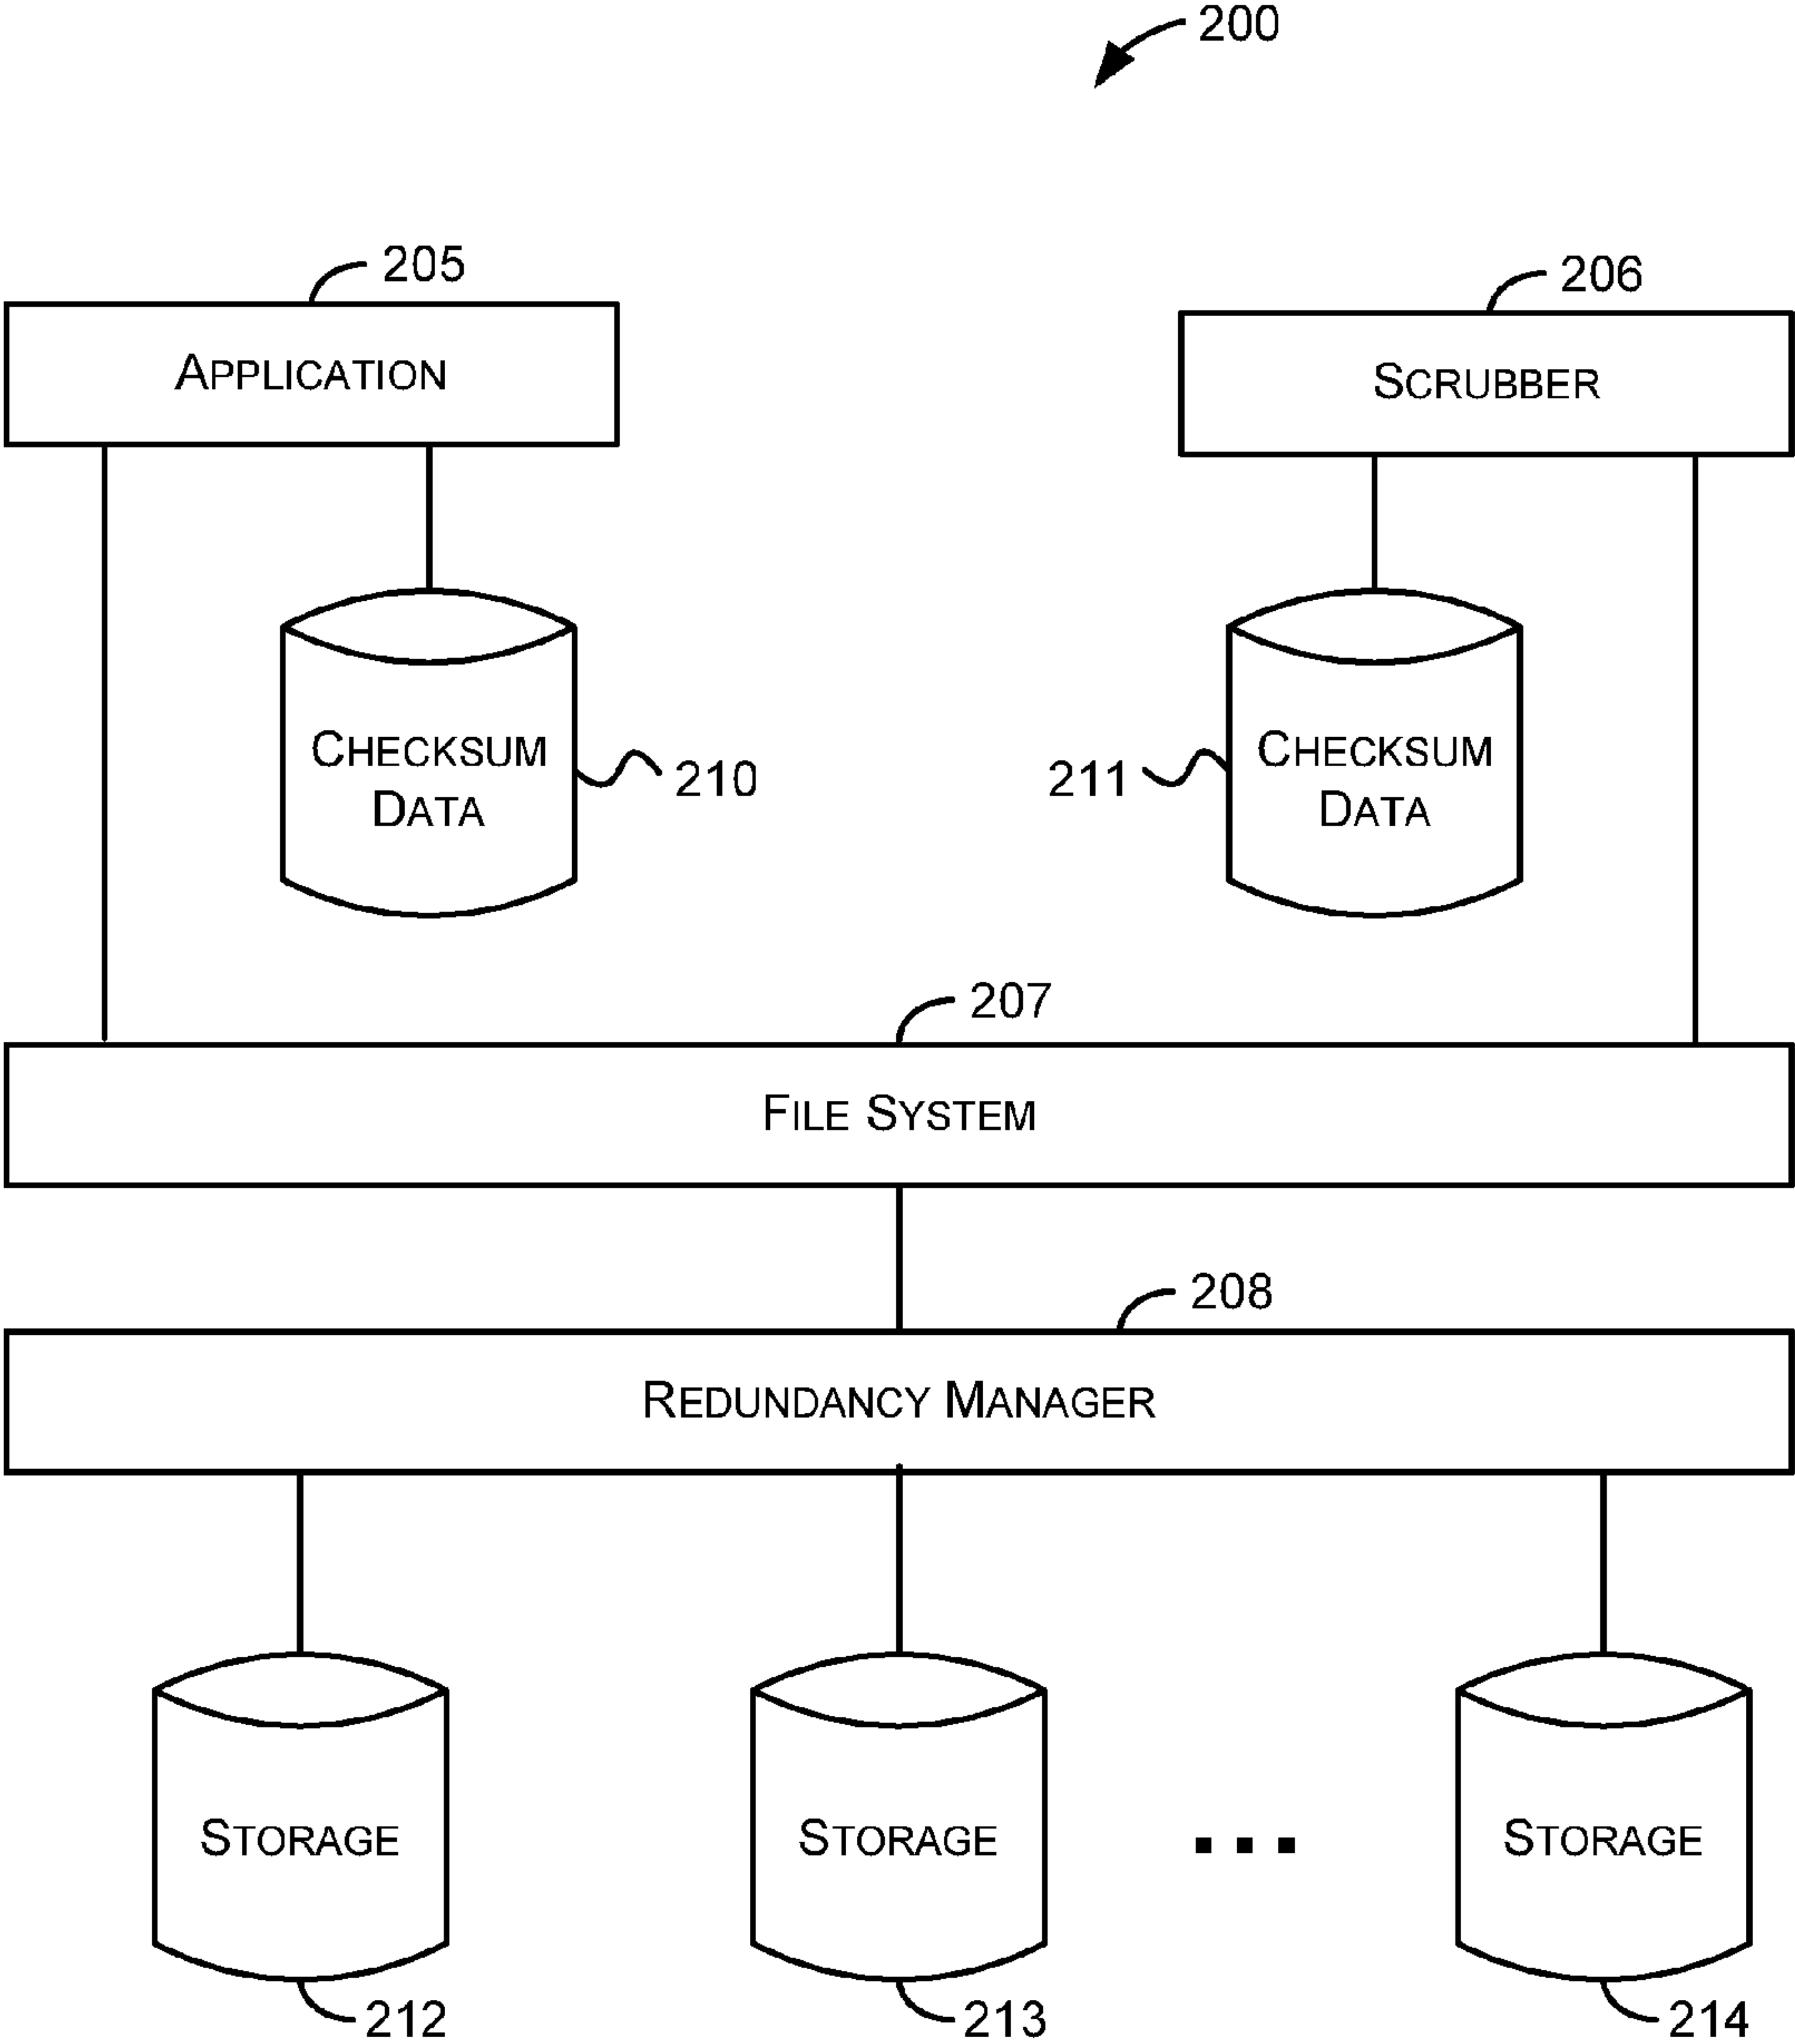 200
205
206
APPLICATION
SCRUBBER
CHECKSUM
DATA
210
211
CHECKSUM
DATA
207
FILE SYSTEM
208
REDUNDANCY MANAGER
STORAGE
STORAGE
...
STORAGE
212
213
214